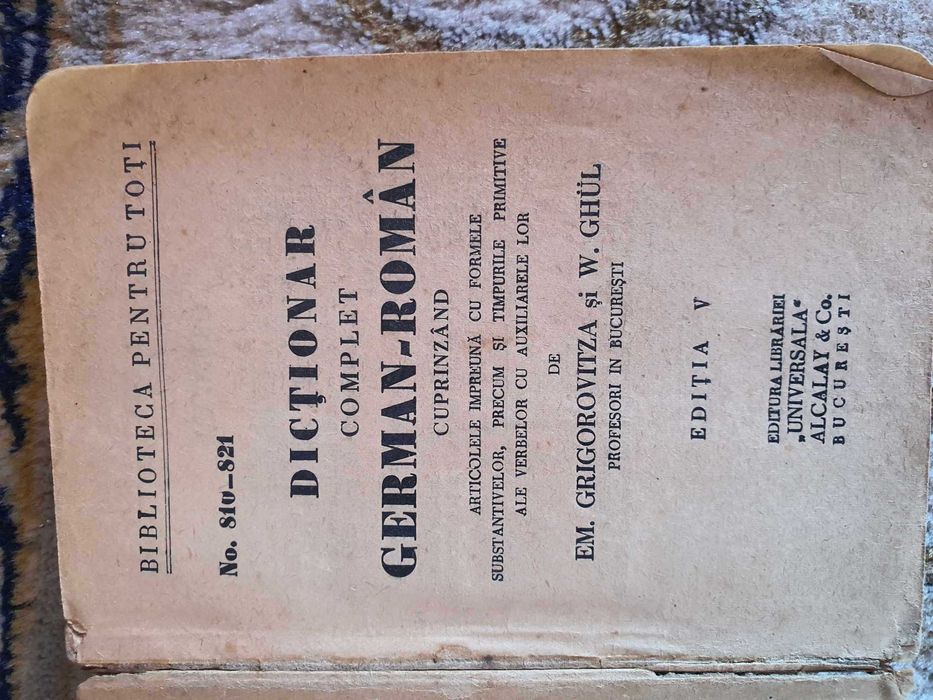 BIBLIOTECA PENTRU TOȚI
No. 810—821
DICȚIONAR
COMPLET
GERMAN-ROMÂN
CUPRINZÂND
ARTICOLELE IMPREUNĂ CU FORMELE
SUBSTANTIVELOR, PRECUM ȘI TIMPURILE PRIMITIVE
ALE VERBELOR CU AUXILIARELE LOR
DE
EM. GRIGOROVITZA și W. GHÜL
PROFESORI IN BUCUREȘTI
EDIȚIA V
EDITURA LIBRĂRIEI
„UNIVERSALA“
ALCALAY & Co.
BUCUREȘTI